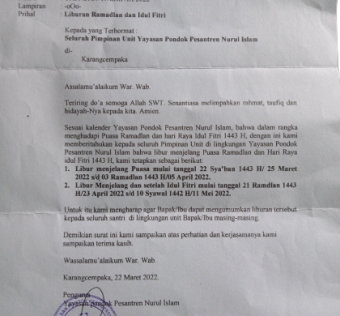 Lampiran : -oOo-
Prihal : Liburan Ramadlan dan Idul Fitri
Kepada yang Terhormat :
Seluruh Pimpinan Unit Yayasan Pondok Pesantren Nurul Islam
di-
Karangcempaka
Assalamu'alaikum War. Wab.
Teriring do'a semoga Allah SWT. Senantiasa melimpahkan rahmat, taufiq dan
hidayah-Nya kepada kita. Amien.
Sesuai kalender Yayasan Pondok Pesantren Nurul Islam, bahwa dalam rangka
menghadapi Puasa Ramadlan dan hari Raya Idul Fitri 1443 H, dengan ini kami
memberitahukan kepada seluruh Pimpinan Unit di lingkungan Yayasan Pondok
Pesantren Nurul Islam bahwa libur menjelang Puasa Ramadlan dan Hari Raya
idul Fitri 1443 H, kami tetapkan sebagai berikut:
1. Libur menjelang Puasa mulai tanggal 22 Sya'ban 1443 H/ 25 Maret
2022 s/d 03 Ramadlan 1443 H/05 April 2022.
2. Libur Menjelang dan setelah Idul Fitri mulai tanggal 21 Ramdlan 1443
H/23 April 2022 s/d 10 Syawal 1442 H/11 Mei 2022.
Untuk itu kami mengharap agar Bapak/Ibu dapat mengumumkan liburan tersebut
kepada seluruh santri di lingkungan unit Bapak/Ibu masing-masing.
Demikian surat ini kami sampaikan atas perhatian dan kerjasamanya kami
sampaikan terima kasih.
Wassalamu'alaikum War. Wab.
Karangcempaka, 22 Maret 2022.
Pengurus
Yayasan Pondok Pesantren Nurul Islam